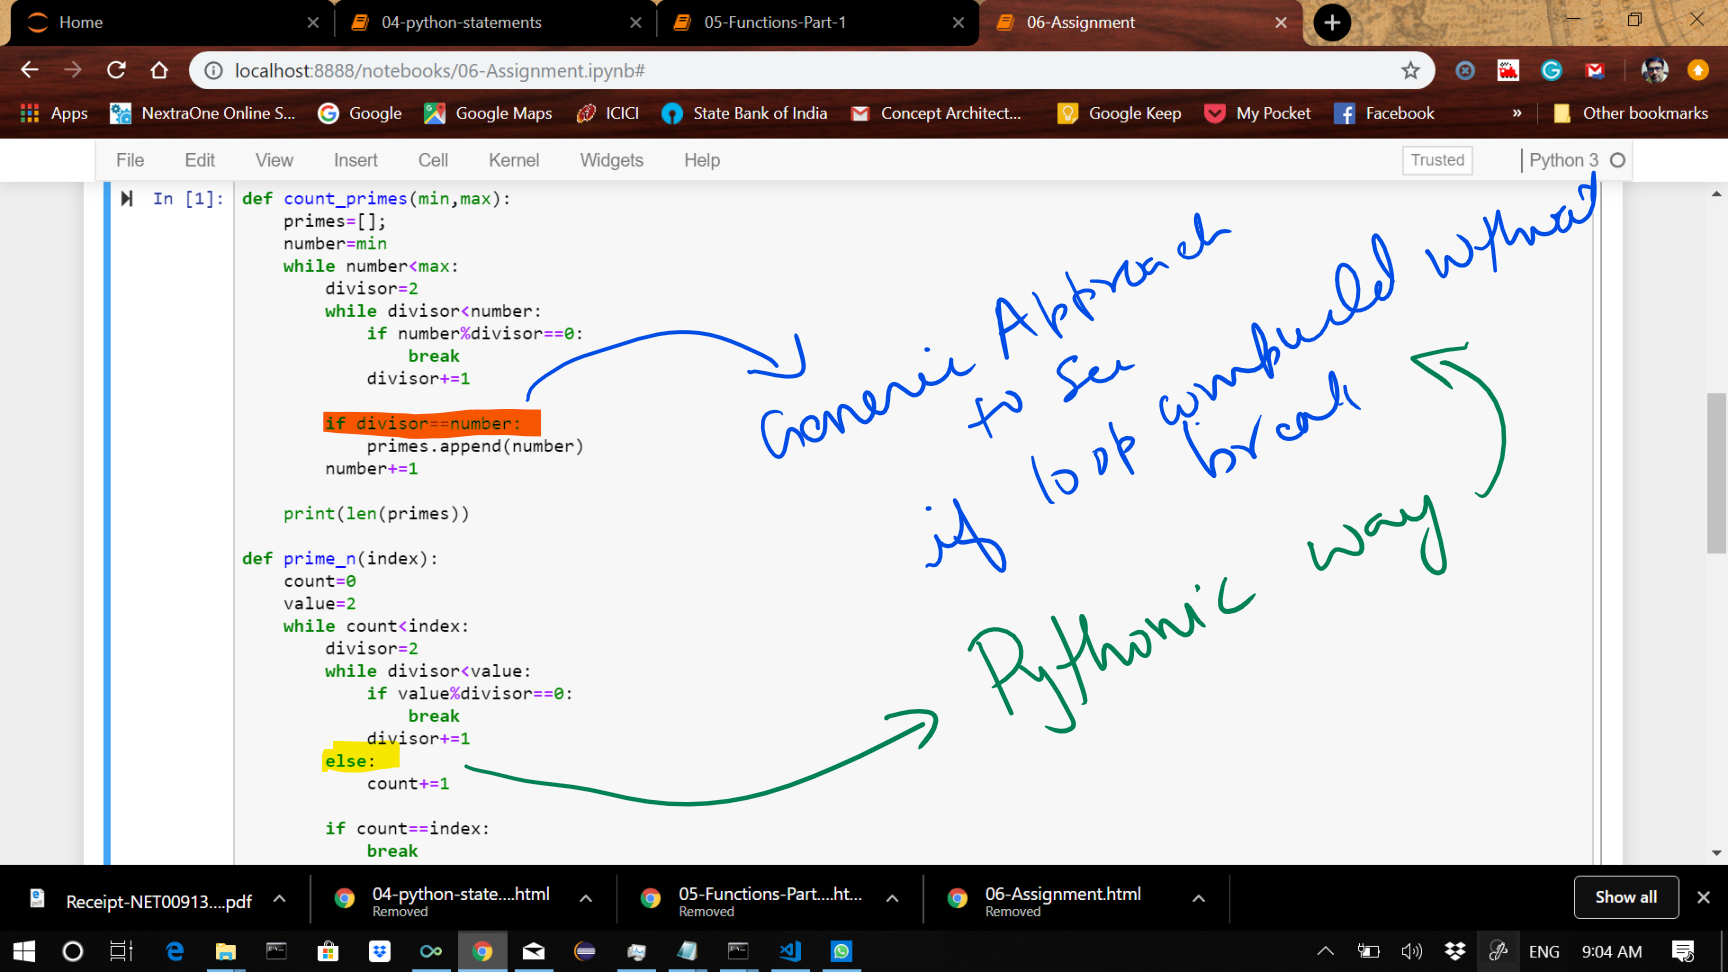 Home
04-python-statements
05-Functions-Part-1
06-Assignment
localhost:8888/notebooks/06-Assignment.ipynb#
Apps NextraOne Online S... Google Google Maps ICICI State Bank of India Concept Architect... Google Keep My Pocket Facebook » Other bookmarks
File Edit View Insert Cell Kernel Widgets Help Trusted Python 3
In [1]:
def count_primes(min,max):
primes=[];
number=min
while number<max:
divisor=2
while divisor<number:
if number%divisor==0:
break
divisor+=1
if divisor==number:
primes.append(number)
number+=1
print(len(primes))
def prime_n(index):
count=0
value=2
while count<index:
divisor=2
while divisor<value:
if value%divisor==0:
break
divisor+=1
else:
count+=1
if count==index:
break
Generic Approach
to see
if loop without
break
Pythonic way
Receipt-NET00913....pdf
04-python-state....html
Removed
05-Functions-Part....ht...
Removed
06-Assignment.html
Removed
Show all
ENG 9:04 AM